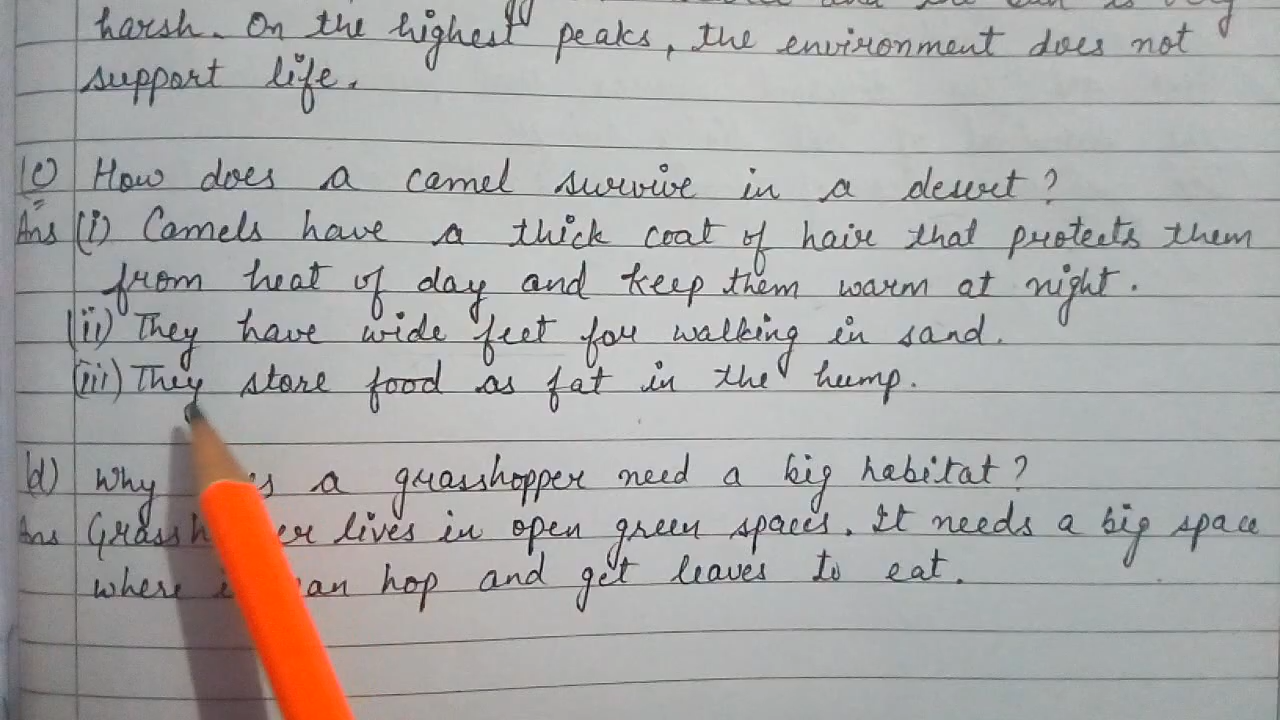 harsh. On the highest peaks, the environment does not
support life.
c) How does a camel survive in a desert?
Ans (i) Camels have a thick coat of hair that protects them
from heat of day and keep them warm at night.
(ii) They have wide feet for walking in sand.
(iii) They store food as fat in the hump.
d) Why a grasshopper need a big habitat?
Ans lives in open green spaces. It needs a big space
where hop and get leaves to eat.